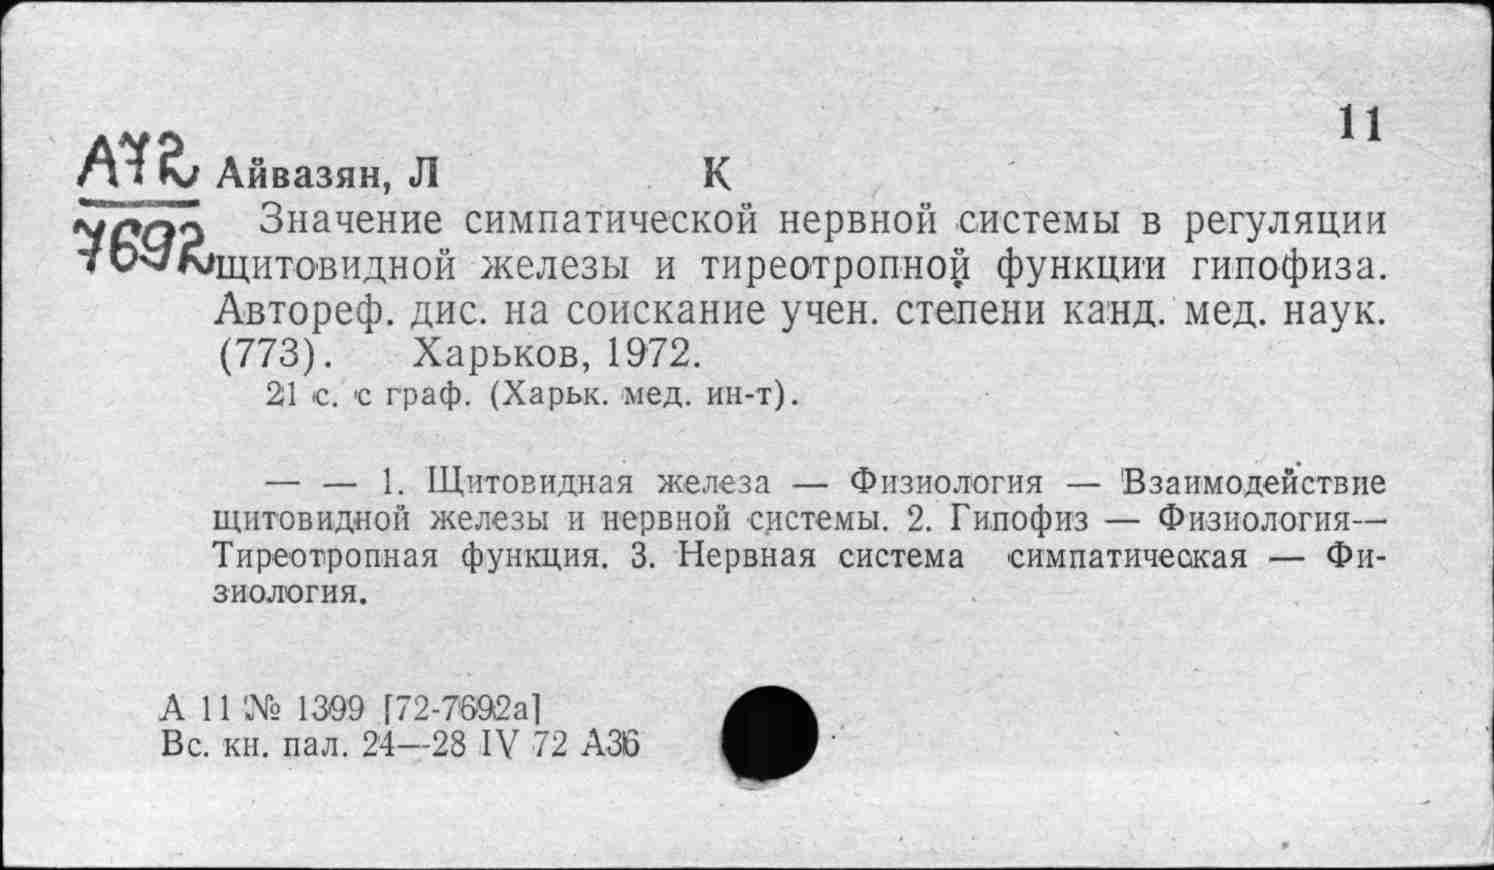 11
А72
7692
Айвазян, Л К
Значение симпатической нервной системы в регуляции
щитовидной железы и тиреотропной функции гипофиза.
Автореф. дис. на соискание учен. степени канд. мед. наук.
(773). Харьков, 1972.
21 с. с граф. (Харьк. мед. ин-т).
— — 1. Щитовидная железа — Физиология — Взаимодействие
щитовидной железы и нервной системы. 2. Гипофиз — Физиология—
Тиреотропная функция. 3. Нервная система симпатическая — Фи-
зиология.
А 11 № 1399 [72-7692а]
Вс. кн. пал. 24—28 IV 72 А36